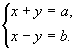 x + y = a,
x − y = b.